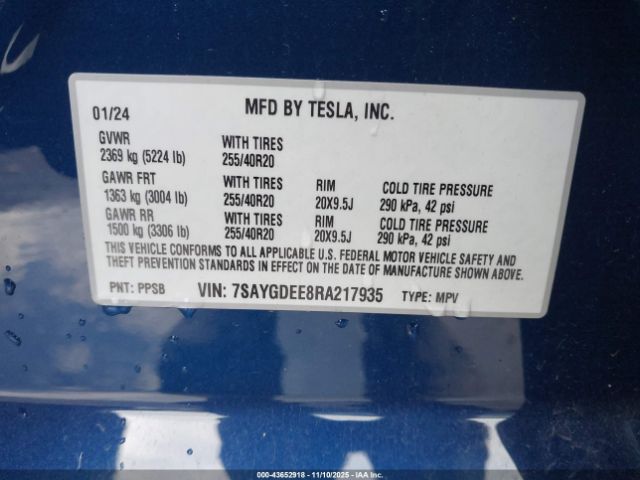 01/24 MFD BY TESLA, INC.
GVWR WITH TIRES
2369 kg (5224 lb) 255/40R20
GAWR FRT WITH TIRES RIM COLD TIRE PRESSURE
1363 kg (3004 lb) 255/40R20 20X9.5J 290 kPa, 42 psi
GAWR RR WITH TIRES RIM COLD TIRE PRESSURE
1500 kg (3306 lb) 255/40R20 20X9.5J 290 kPa, 42 psi
THIS VEHICLE CONFORMS TO ALL APPLICABLE U.S. FEDERAL MOTOR VEHICLE SAFETY AND
THEFT PREVENTION STANDARDS IN EFFECT ON THE DATE OF MANUFACTURE SHOWN ABOVE.
PNT: PPSB VIN: 7SAYGDEE8RA217935 TYPE: MPV
000-43652918 - 11/10/2025 - IAA Inc.